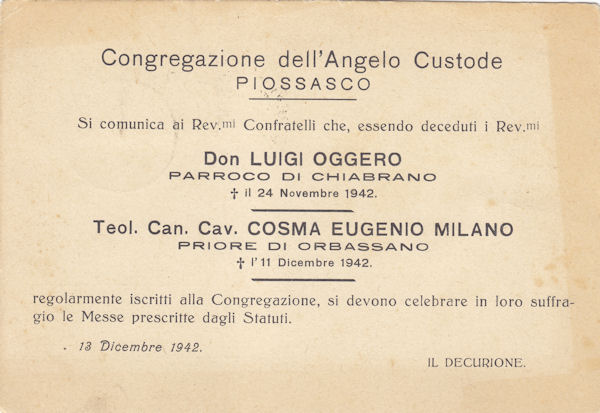 Congregazione dell'Angelo Custode
PIOSSASCO
Si comunica ai Rev.mi Confratelli che, essendo deceduti i Rev.mi
Don LUIGI OGGERO
PARROCO DI CHIABRANO
† il 24 Novembre 1942.
Teol. Can. Cav. COSMA EUGENIO MILANO
PRIORE DI ORBASSANO
† l'11 Dicembre 1942.
regolarmente iscritti alla Congregazione, si devono celebrare in loro suffra-
gio le Messe prescritte dagli Statuti.
13 Dicembre 1942.
IL DECURIONE.